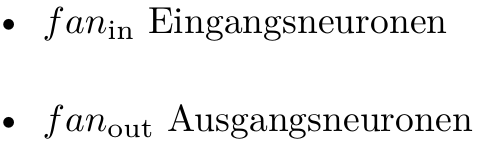 • fan_in Eingangsneuronen
• fan_out Ausgangsneuronen